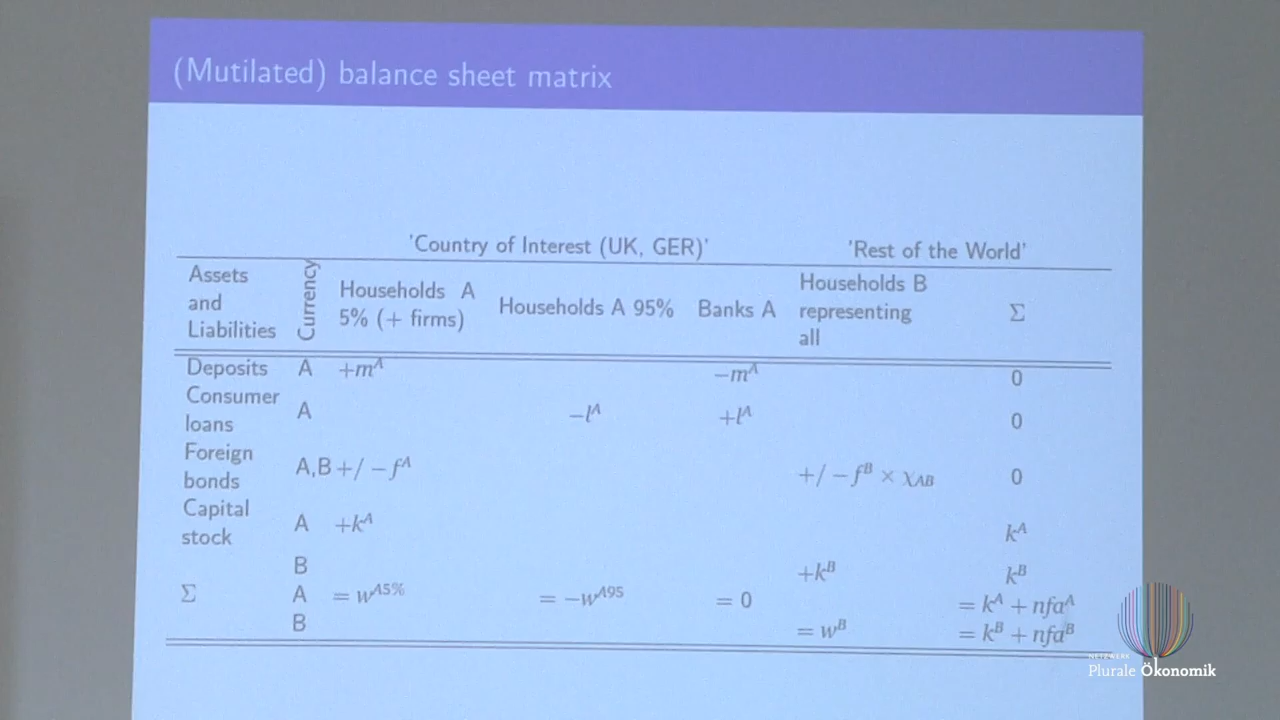 (Mutilated) balance sheet matrix
'Country of Interest (UK, GER)' 'Rest of the World'
Assets and Liabilities Currency Households A 5% (+ firms) Households A 95% Banks A Households B representing all Σ
Deposits A +m^A −m^A 0
Consumer loans A −l^A +l^A 0
Foreign bonds A,B +/ − f^A +/ − f^B × χ_AB 0
Capital stock A +k^A k^A
B +k^B k^B
Σ A = w^A5% = −w^A95 = 0 = k^A + nfa^A
B = w^B = k^B + nfa^B
NETZWERK
Plurale Ökonomik